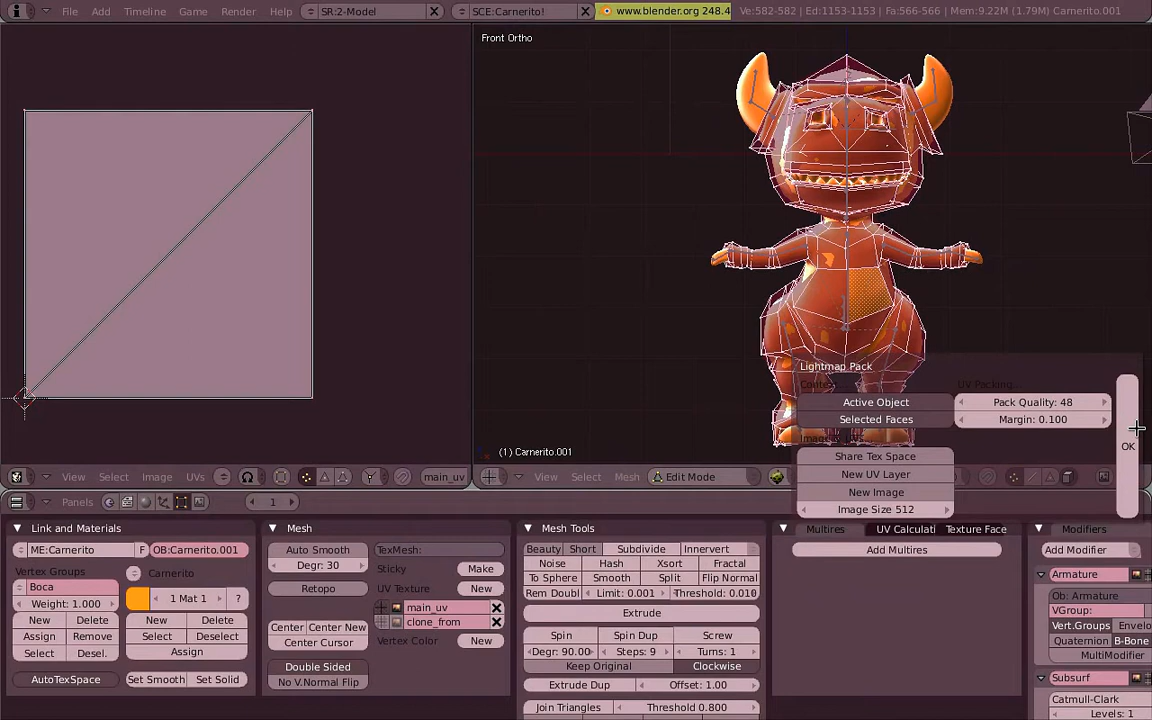 File Add Timeline Game Render Help SR:2-Model SCE:Carnerito! www.blender.org 248.4 Ve:582-582 | Ed:1153-1153 | Fa:566-566 | Mem:9.22M (1.79M) Carnerito.001
Front Ortho
Lightmap Pack
UV Packing...
Active Object Pack Quality: 48
Selected Faces Margin: 0.100
OK
Share Tex Space
New UV Layer
New Image
Image Size 512
(1) Carnerito.001
View Select Image UVs main_uv
View Select Mesh Edit Mode
Panels 1
Link and Materials Mesh Mesh Tools Multires UV Calculati Texture Face Modifiers
ME:Carnerito F OB:Carnerito.001
Auto Smooth TexMesh:
Beauty Short Subdivide Innervert
Add Multires
Add Modifier
Vertex Groups Carnerito
Degr: 30 Sticky Make
Noise Hash Xsort Fractal
To Sphere Smooth Split Flip Normal
Armature
Boca
Retopo UV Texture New
Rem Doubl Limit: 0.001 Threshold: 0.010
Ob: Armature
Weight: 1.000 1 Mat 1 ?
main_uv
Extrude
VGroup:
New Delete New Delete
Center Center New clone_from
Vert.Groups Envelo
Assign Remove Select Deselect
Center Cursor Vertex Color New
Spin Spin Dup Screw
Quaternion B-Bone
Select Desel. Assign
Degr: 90.00 Steps: 9 Turns: 1
MultiModifier
Double Sided
Keep Original Clockwise
AutoTexSpace Set Smooth Set Solid
No V.Normal Flip
Extrude Dup Offset: 1.00
Subsurf
Catmull-Clark
Join Triangles Threshold 0.800
Levels: 1